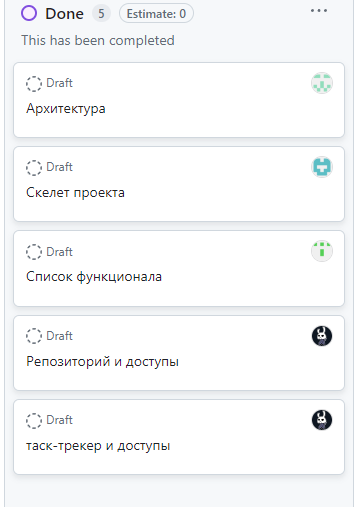 Done 5 Estimate: 0 ...
This has been completed
Draft
Архитектура
Draft
Скелет проекта
Draft
Список функционала
Draft
Репозиторий и доступы
Draft
таск-трекер и доступы